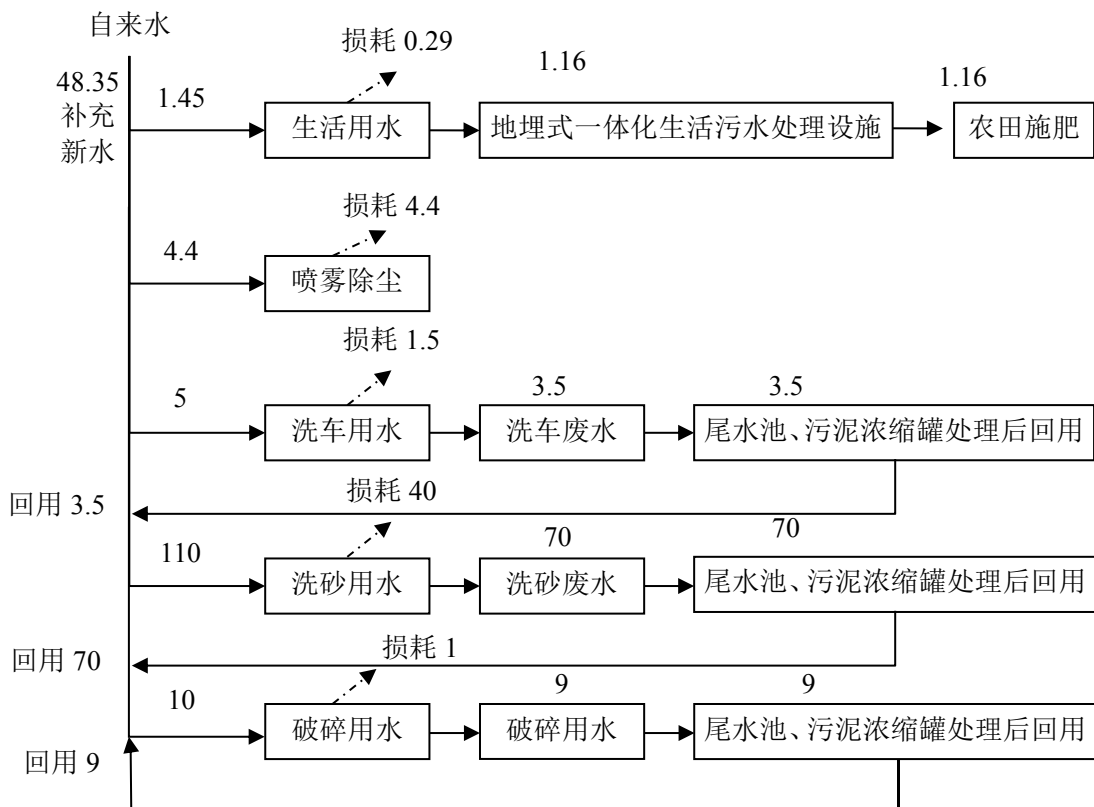 自来水
48.35
补充
新水
1.45
损耗 0.29
1.16
1.16
生活用水
地埋式一体化生活污水处理设施
农田施肥
4.4
损耗 4.4
喷雾除尘
5
损耗 1.5
3.5
3.5
洗车用水
洗车废水
尾水池、污泥浓缩罐处理后回用
回用 3.5
110
损耗 40
70
70
洗砂用水
洗砂废水
尾水池、污泥浓缩罐处理后回用
回用 70
10
损耗 1
9
9
破碎用水
破碎用水
尾水池、污泥浓缩罐处理后回用
回用 9